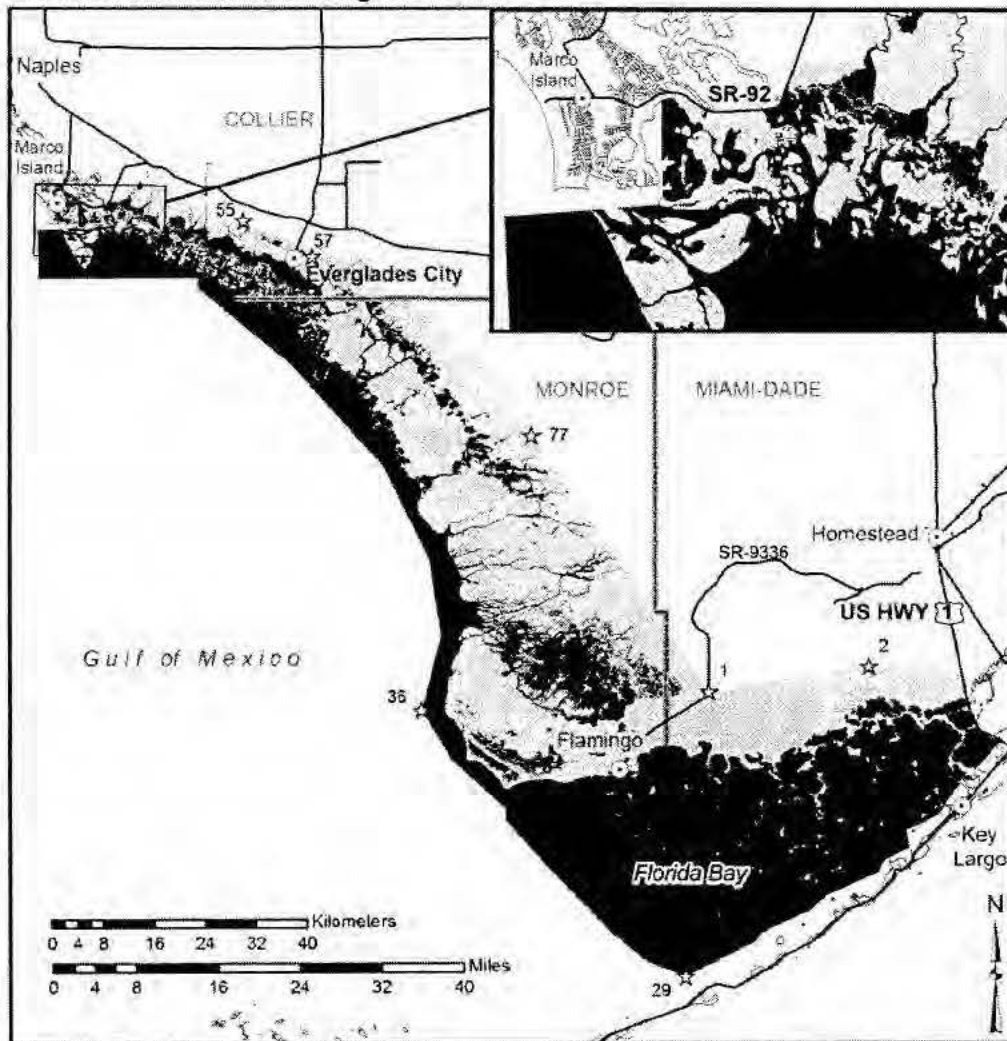 Naples
COLLIER
Marco
Island
55
57
Everglades City
Marco
Island
SR-92
MONROE
MIAMI-DADE
77
Homestead
SR-9336
US HWY 1
Gulf of Mexico
2
1
36
Flamingo
Key
Largo
Florida Bay
N
Kilometers
0 4 8 16 24 32 40
Miles
0 4 8 16 24 32 40
29